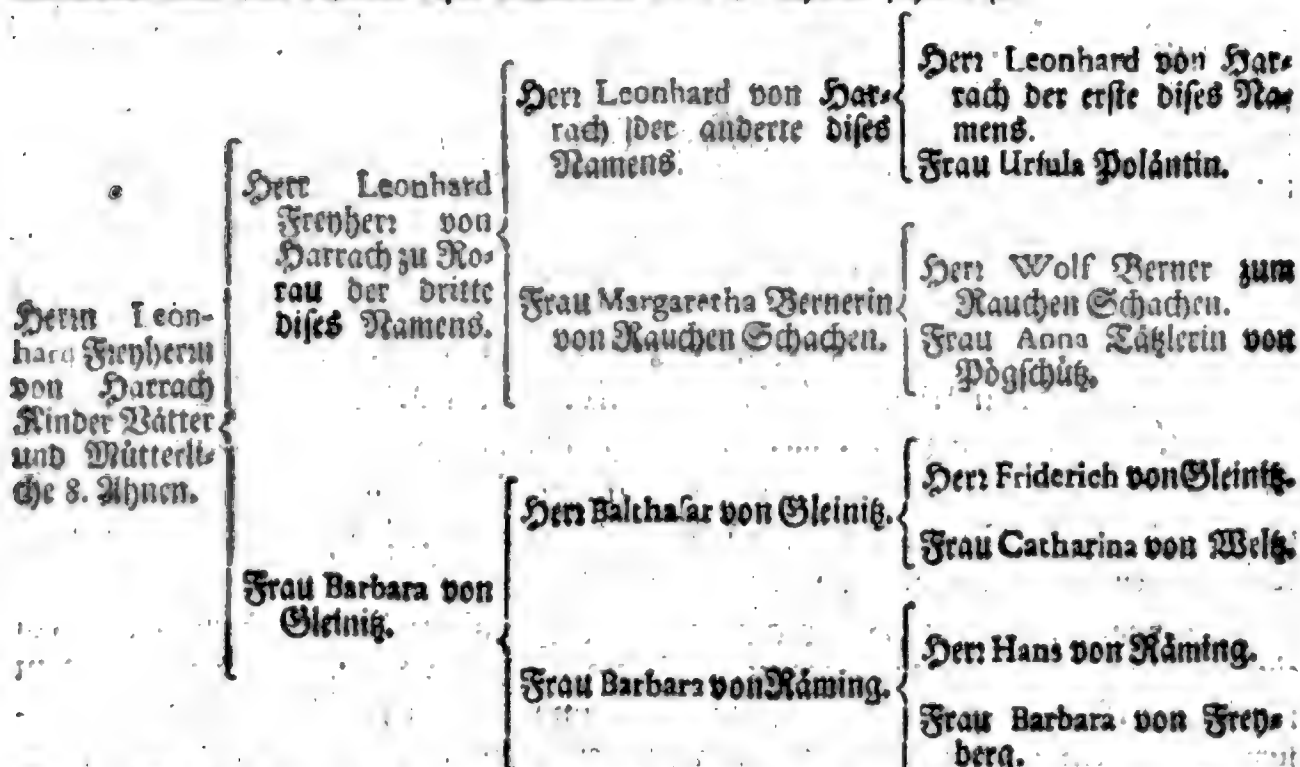 Herrn Leon-
hard Freyherrn
von Harrach
Kinder Vätter
und Mütterli-
che 8. Ahnen.
Herr Leonhard
Freyherr von
Harrach zu Ro-
rau der dritte
dises Namens.
Frau Barbara von
Gleinitz.
Herr Leonhard von Har-
rach der anderte dises
Namens.
Frau Margaretha Bernerin
von Rauchen Schachen.
Herr Balthasar von Gleinitz.
Frau Barbara von Räming.
Herr Leonhard von Har-
rach der erste dises Na-
mens.
Frau Ursula Poläntin.
Herr Wolf Berner zum
Rauchen Schachen.
Frau Anna Tätzlerin von
Pögschütz.
Herr Friderich von Gleinitz.
Frau Catharina von Weltz.
Herr Hans von Räming.
Frau Barbara von Frey-
berg.